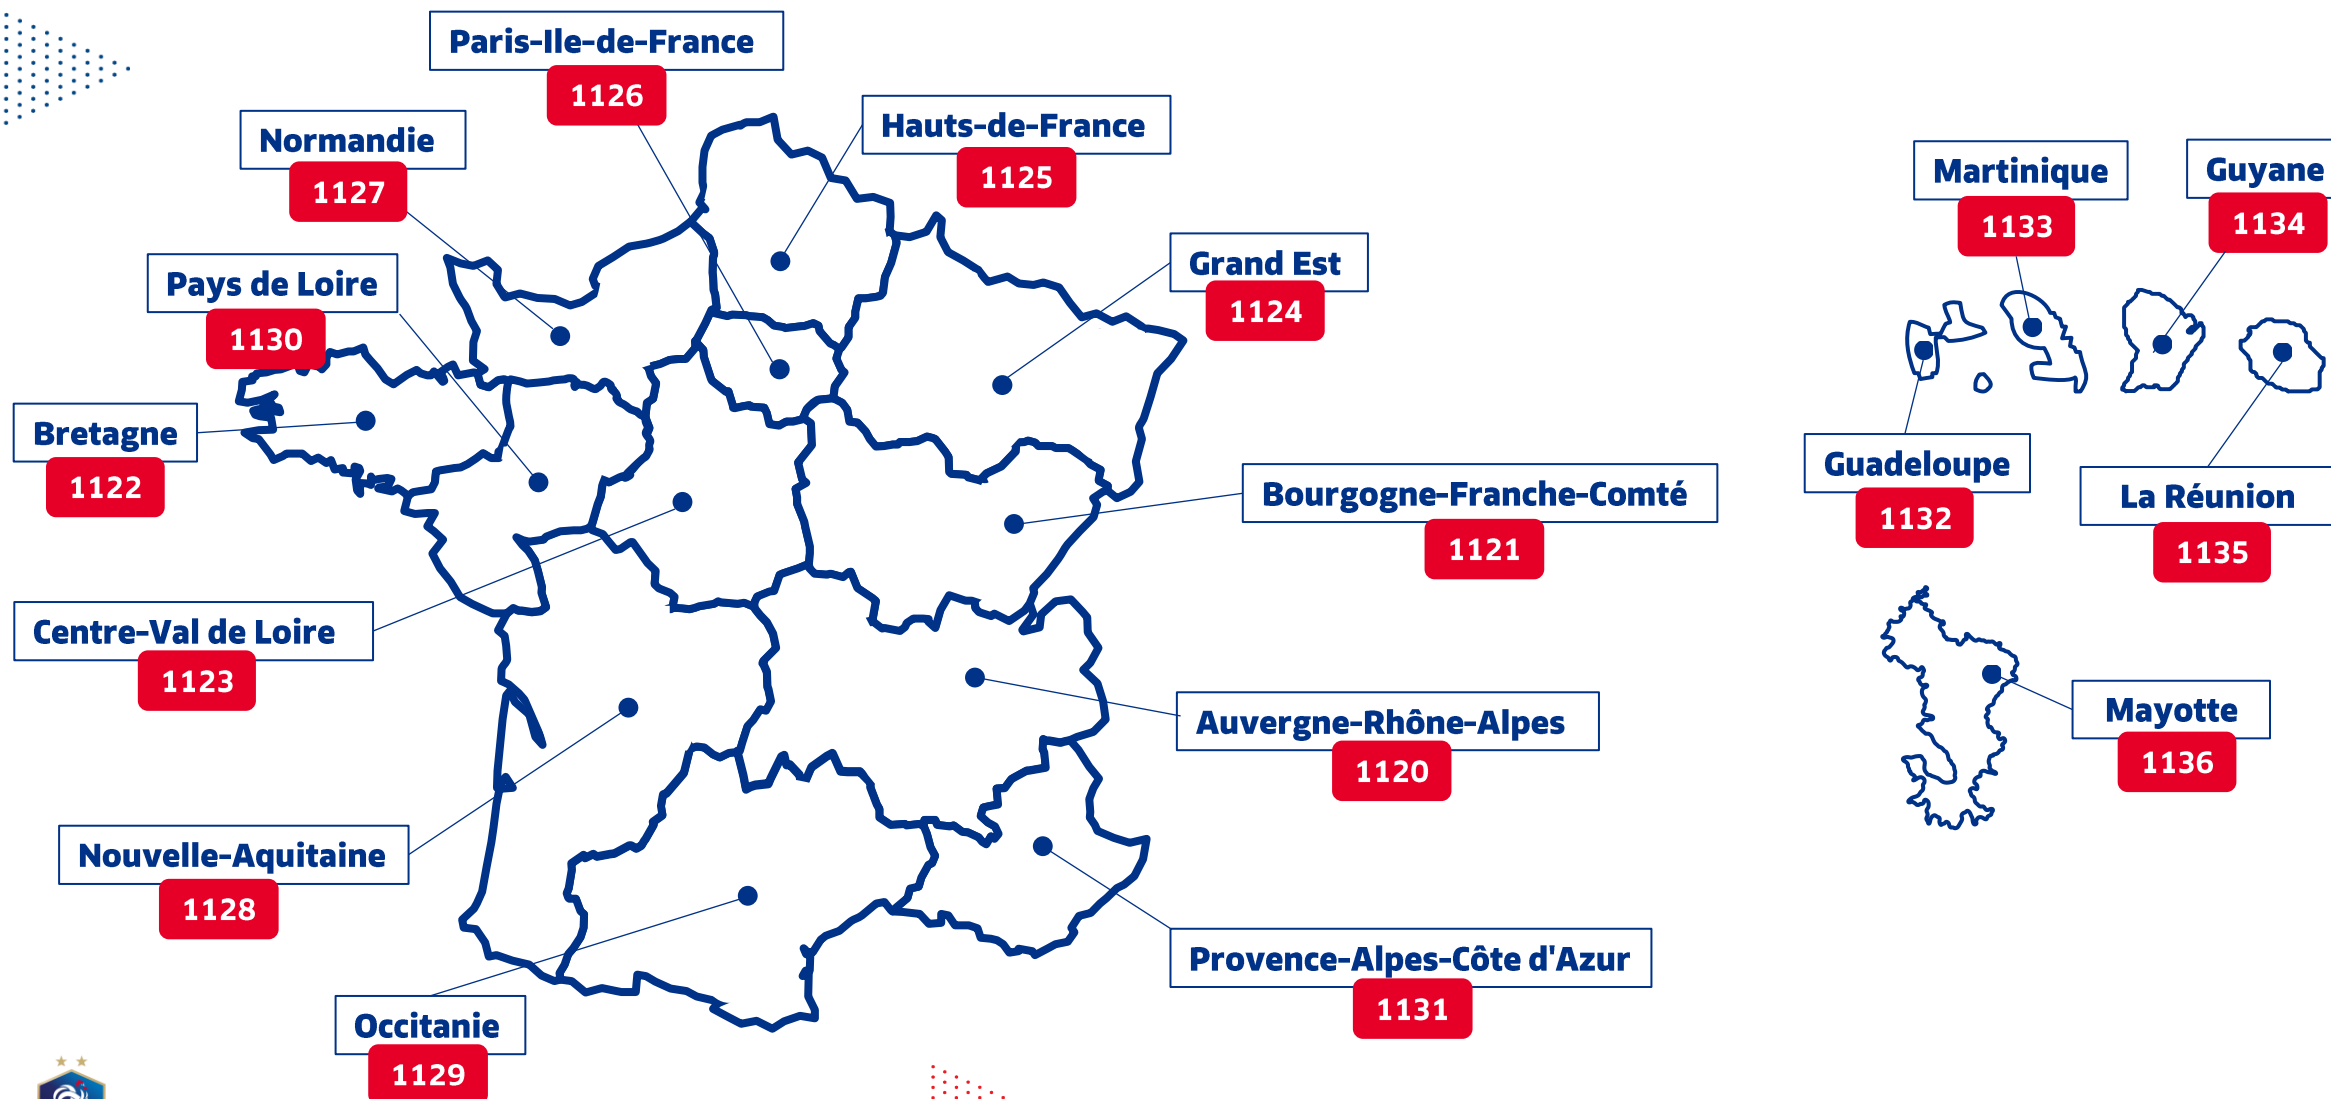 Paris-Ile-de-France
1126
Hauts-de-France
1125
Normandie
1127
Martinique
1133
Guyane
1134
Grand Est
1124
Pays de Loire
1130
Bretagne
1122
Guadeloupe
1132
La Réunion
1135
Bourgogne-Franche-Comté
1121
Centre-Val de Loire
1123
Auvergne-Rhône-Alpes
1120
Mayotte
1136
Nouvelle-Aquitaine
1128
Provence-Alpes-Côte d'Azur
1131
Occitanie
1129